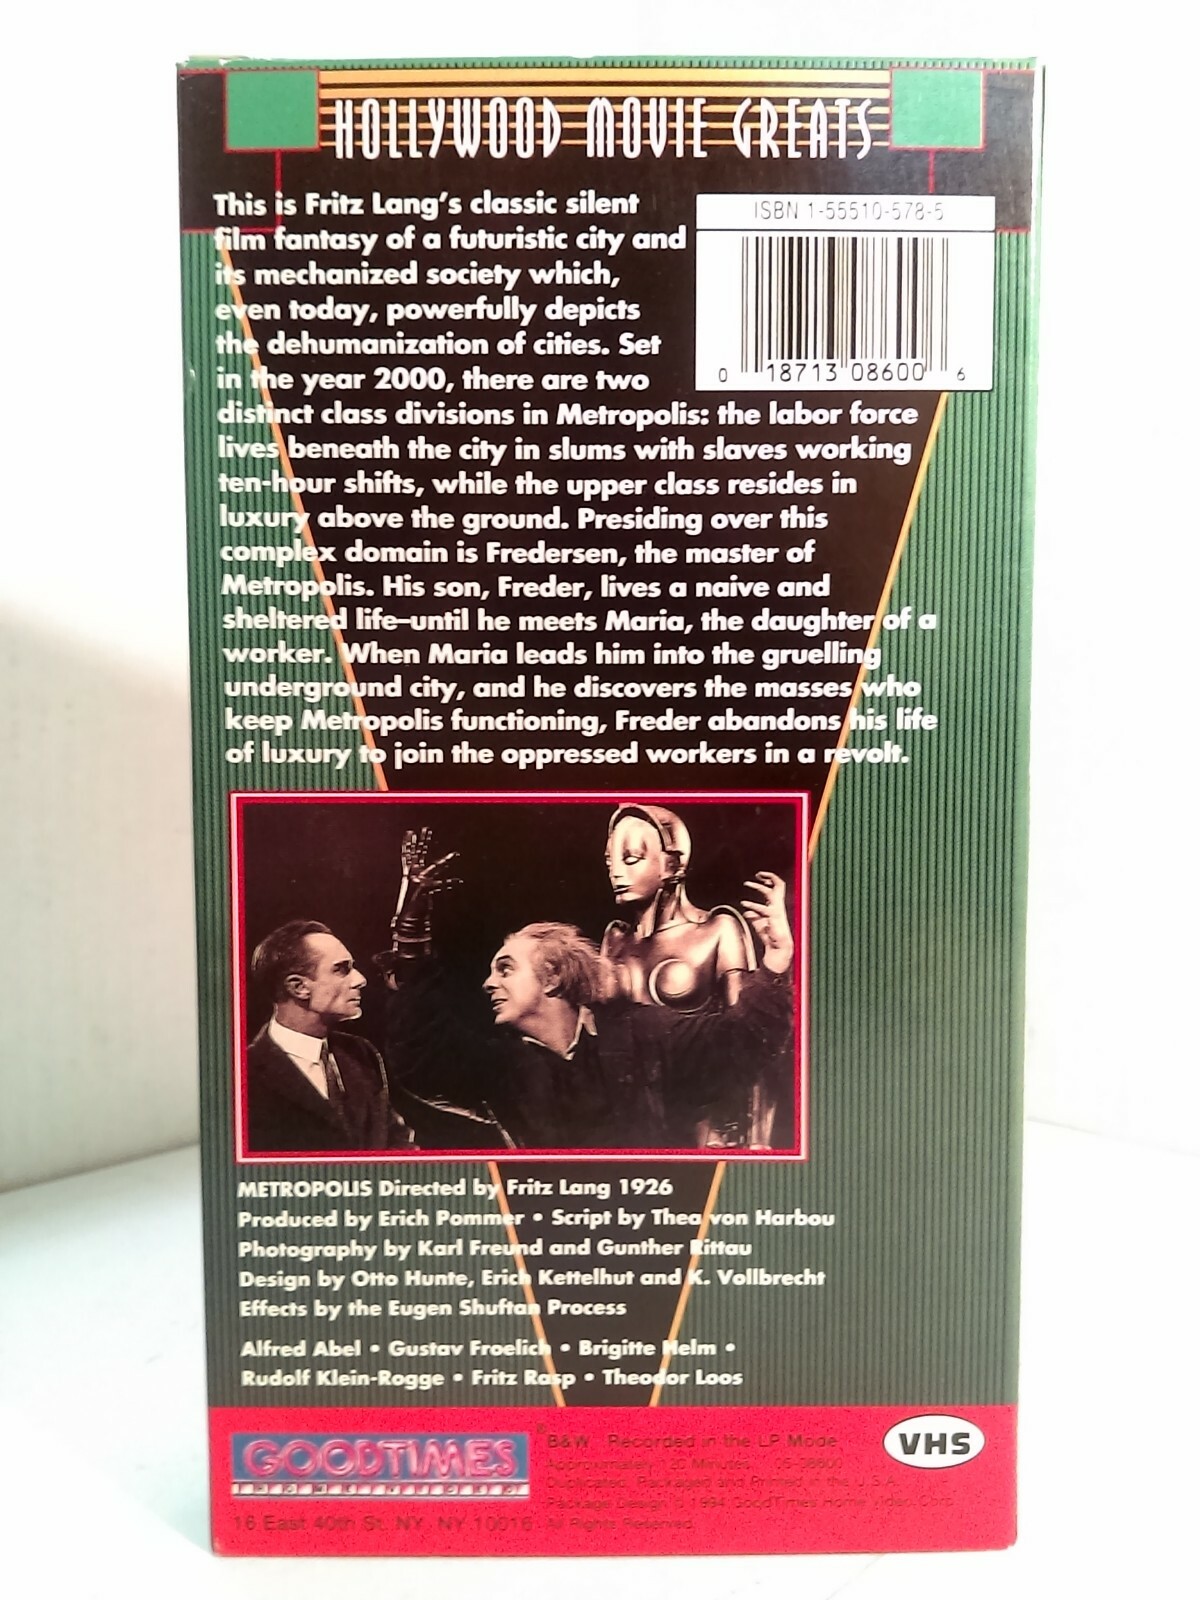 HOLLYWOOD MOVIE GREATS
This is Fritz Lang's classic silent
film fantasy of a futuristic city and
its mechanized society which,
even today, powerfully depicts
the dehumanization of cities. Set
in the year 2000, there are two
distinct class divisions in Metropolis: the labor force
lives beneath the city in slums with slaves working
ten-hour shifts, while the upper class resides in
luxury above the ground. Presiding over this
complex domain is Fredersen, the master of
Metropolis. His son, Freder, lives a naive and
sheltered life–until he meets Maria, the daughter of a
worker. When Maria leads him into the gruelling
underground city, and he discovers the masses who
keep Metropolis functioning, Freder abandons his life
of luxury to join the oppressed workers in a revolt.
ISBN 1-55510-578-5
0 18713 08600 6
METROPOLIS Directed by Fritz Lang 1926
Produced by Erich Pommer • Script by Thea von Harbou
Photography by Karl Freund and Gunther Rittau
Design by Otto Hunte, Erich Kettelhut and K. Vollbrecht
Effects by the Eugen Shuftan Process
Alfred Abel • Gustav Froelich • Brigitte Helm •
Rudolf Klein-Rogge • Fritz Rasp • Theodor Loos
GOODTIMES
HOME VIDEO
16 East 40th St. NY, NY 10016
®
B&W Recorded in the LP Mode
Approximately 120 Minutes 05-08600
Duplicated, Packaged and Printed in the U.S.A.
Package Design © 1994 GoodTimes Home Video Corp.
All Rights Reserved.
VHS